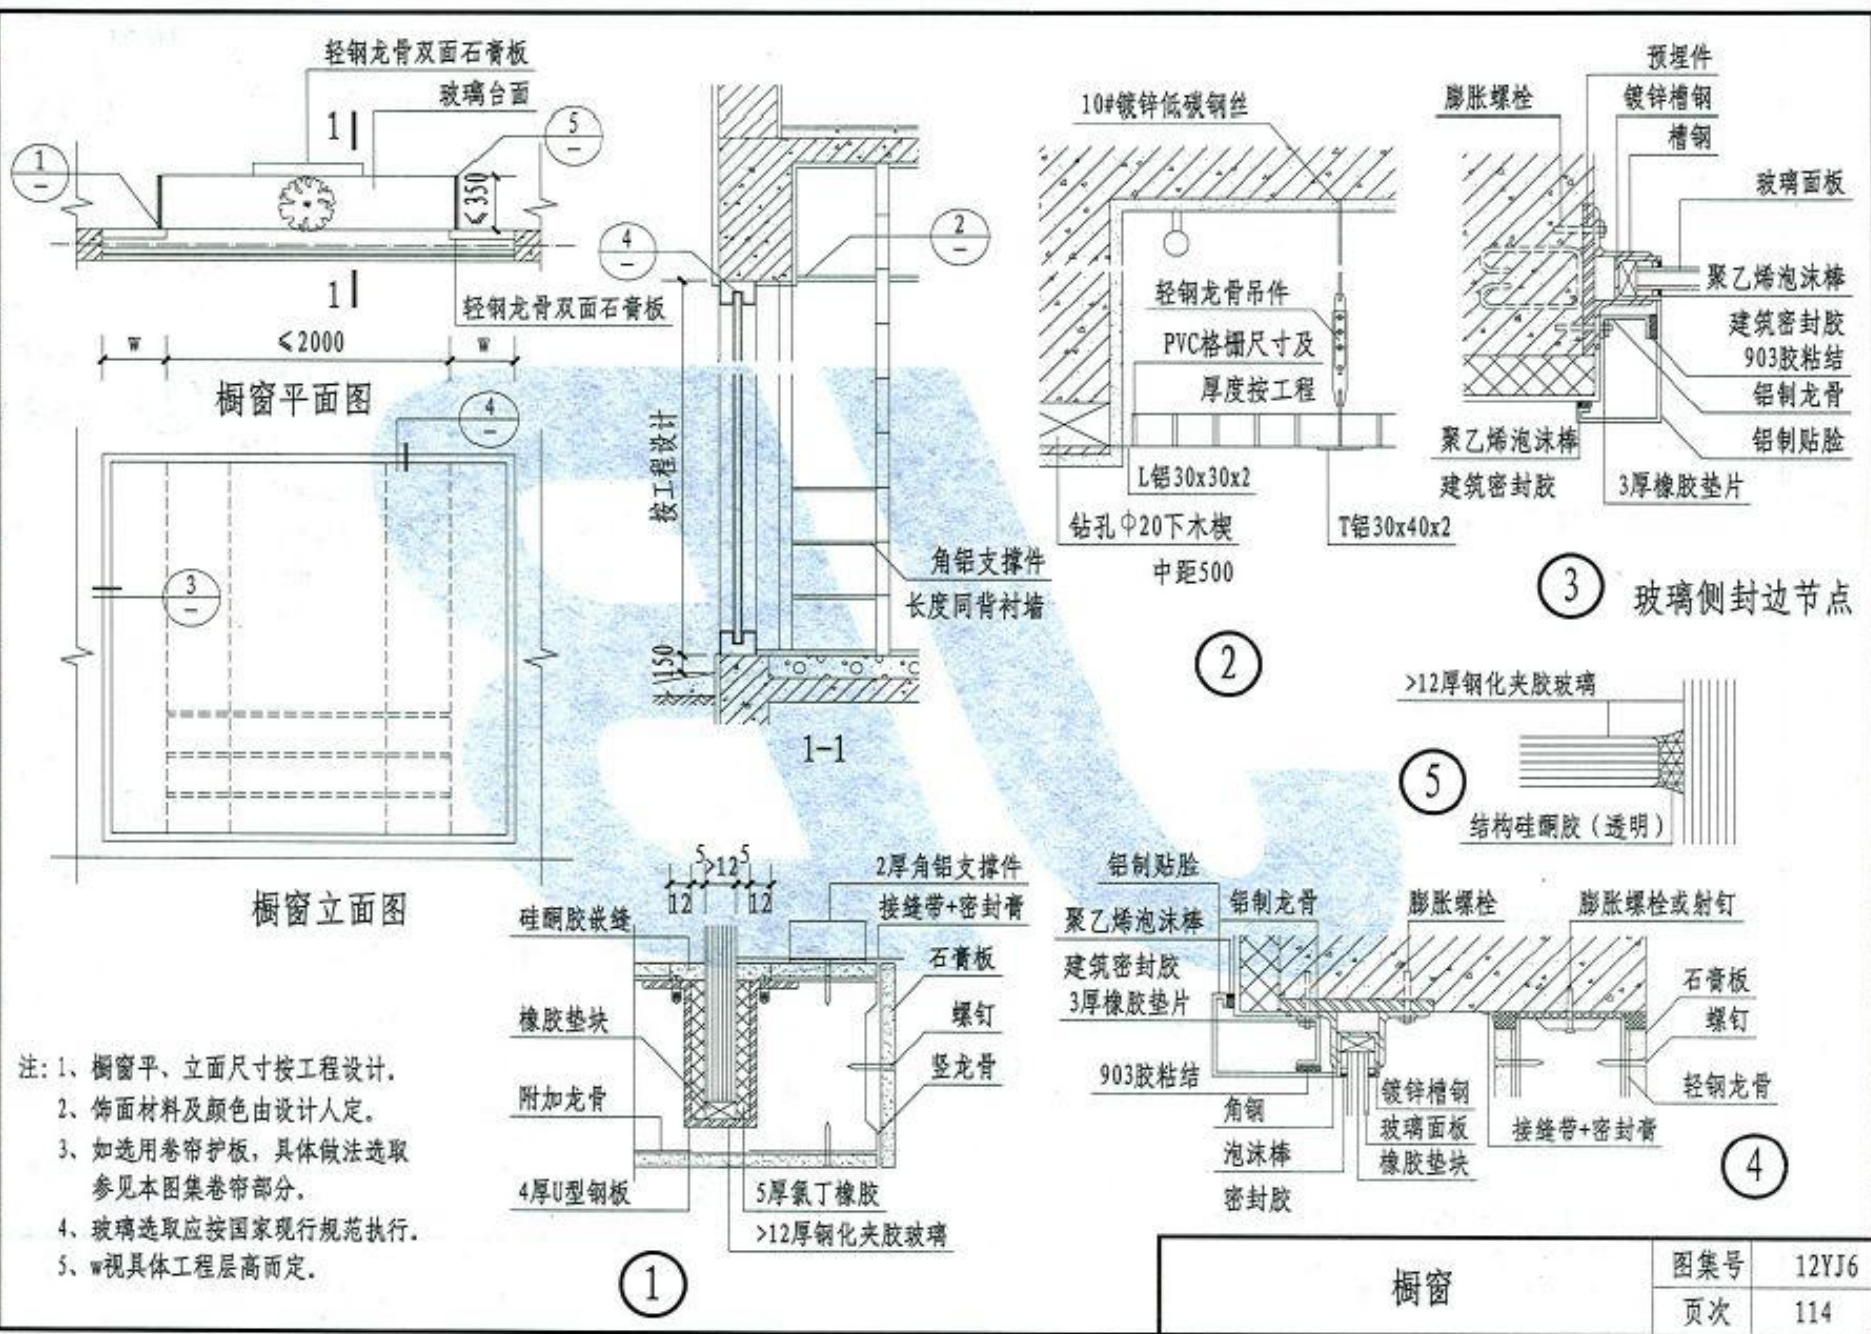 轻钢龙骨双面石膏板
玻璃台面
1
5
—
1
—
≤350
1
轻钢龙骨双面石膏板
w
≤2000
w
橱窗平面图
4
—
3
—
橱窗立面图
4
—
2
—
按工程设计
150
角铝支撑件
长度同背衬墙
1-1
10#镀锌低碳钢丝
轻钢龙骨吊件
PVC格栅尺寸及
厚度按工程
L铝30x30x2
钻孔Φ20下木楔
中距500
T铝30x40x2
2
预埋件
膨胀螺栓
镀锌槽钢
槽钢
玻璃面板
聚乙烯泡沫棒
建筑密封胶
903胶粘结
铝制龙骨
聚乙烯泡沫棒
铝制贴脸
建筑密封胶
3厚橡胶垫片
3 玻璃侧封边节点
>12厚钢化夹胶玻璃
5
结构硅酮胶（透明）
5
>12
5
12
12
2厚角铝支撑件
接缝带+密封膏
硅酮胶嵌缝
石膏板
橡胶垫块
螺钉
竖龙骨
附加龙骨
4厚U型钢板
5厚氯丁橡胶
>12厚钢化夹胶玻璃
1
铝制贴脸
铝制龙骨
膨胀螺栓
膨胀螺栓或射钉
聚乙烯泡沫棒
建筑密封胶
3厚橡胶垫片
石膏板
螺钉
903胶粘结
角钢
镀锌槽钢
轻钢龙骨
玻璃面板
接缝带+密封膏
泡沫棒
橡胶垫块
密封胶
4
注: 1、橱窗平、立面尺寸按工程设计.
2、饰面材料及颜色由设计人定。
3、如选用卷帘护板，具体做法选取
参见本图集卷帘部分。
4、玻璃选取应按国家现行规范执行.
5、w视具体工程层高而定.
橱窗
图集号 12YJ6
页次 114